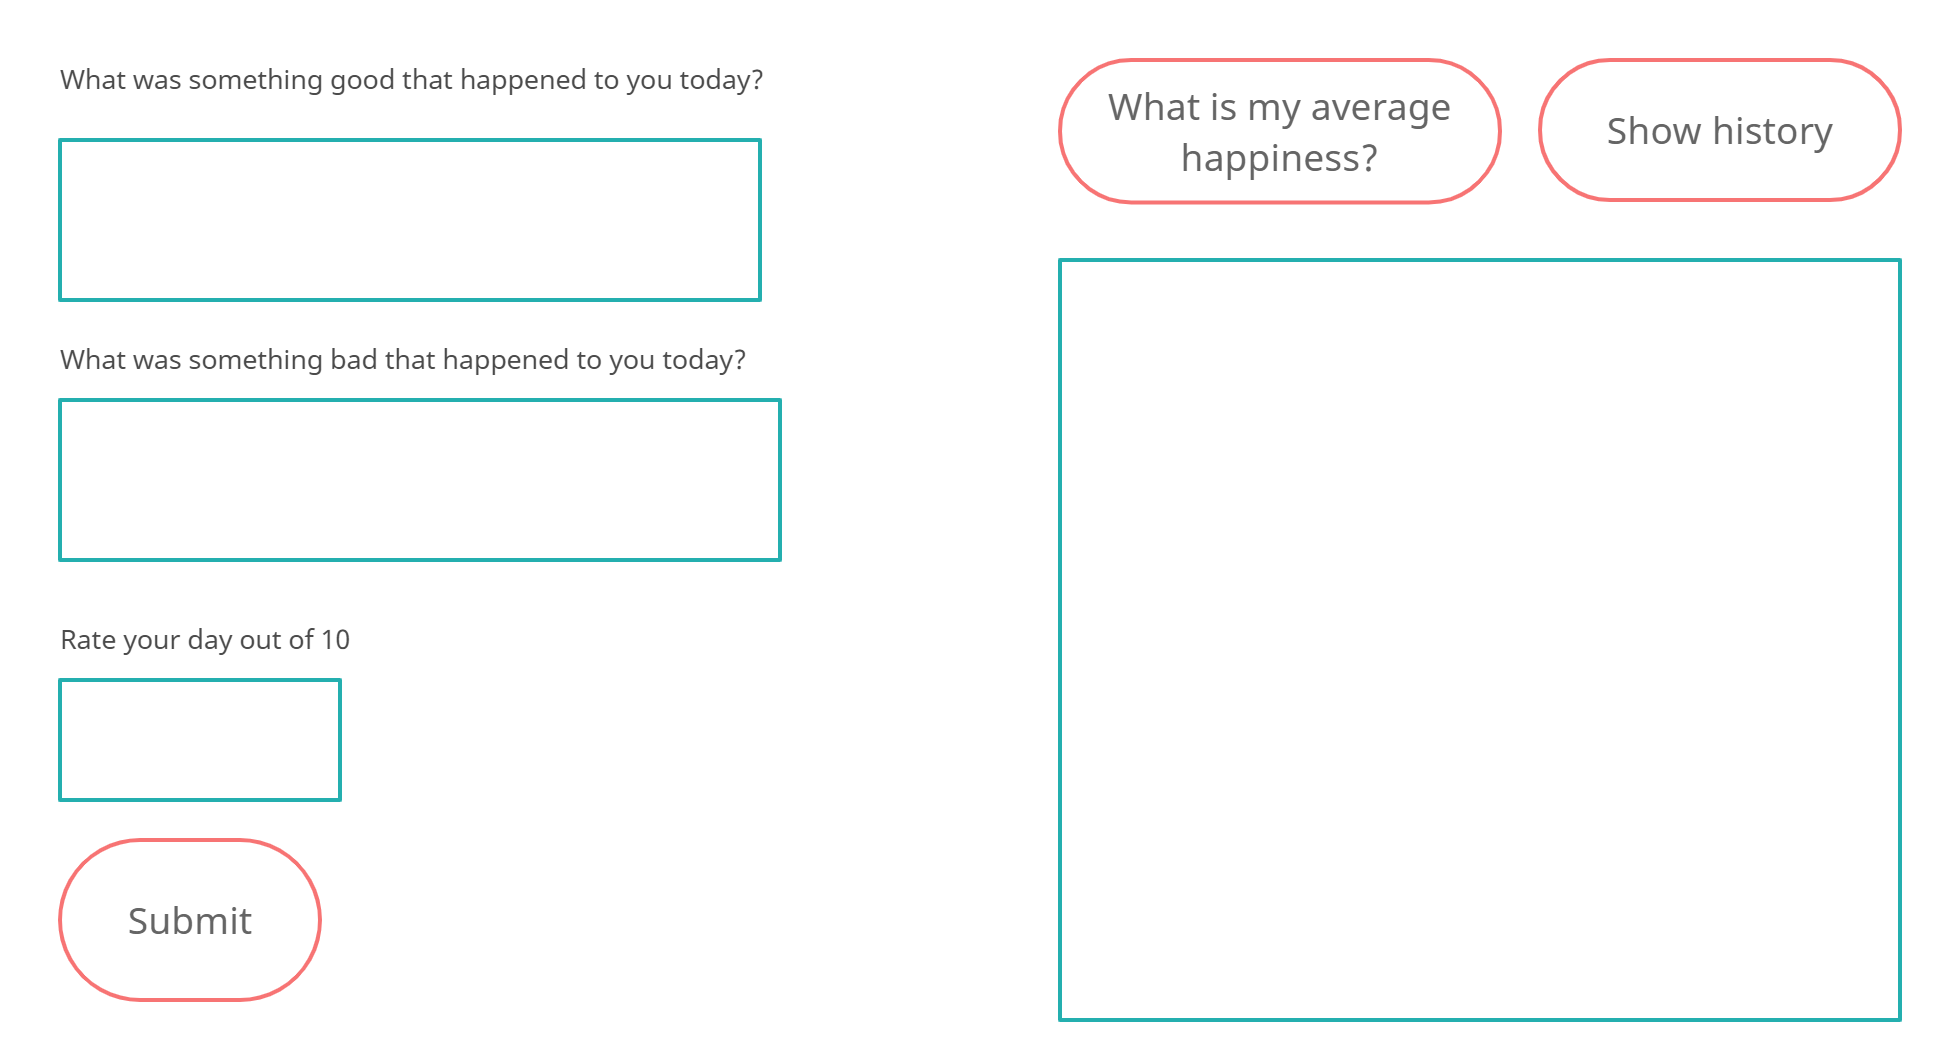 What was something good that happened to you today?
What was something bad that happened to you today?
Rate your day out of 10
Submit
What is my average
happiness?
Show history